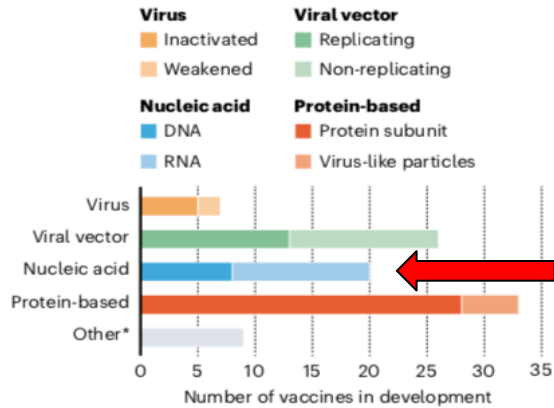 Virus
Inactivated
Weakened
Viral vector
Replicating
Non-replicating
Nucleic acid
DNA
RNA
Protein-based
Protein subunit
Virus-like particles
Virus
Viral vector
Nucleic acid
Protein-based
Other*
0 5 10 15 20 25 30 35
Number of vaccines in development